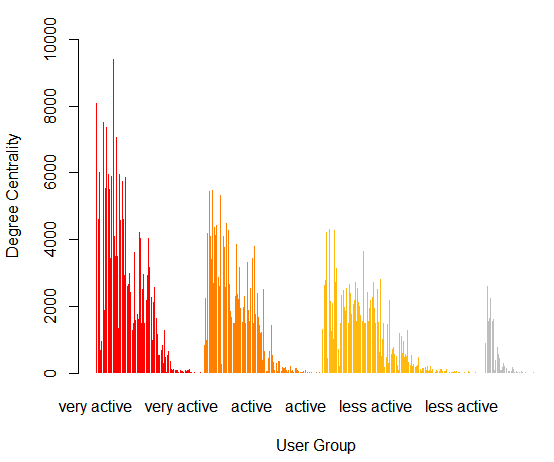 Degree Centrality
10000
8000
6000
4000
2000
0
very active very active active active less active less active
User Group